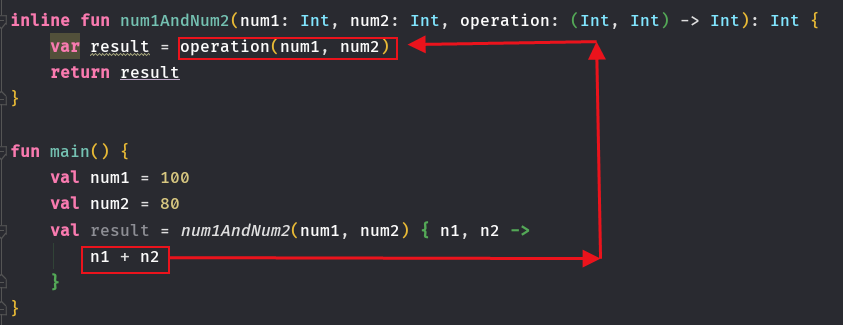 inline fun num1AndNum2(num1: Int, num2: Int, operation: (Int, Int) -> Int): Int {
    var result = operation(num1, num2)
    return result
}
fun main() {
    val num1 = 100
    val num2 = 80
    val result = num1AndNum2(num1, num2) { n1, n2 ->
        n1 + n2
    }
}